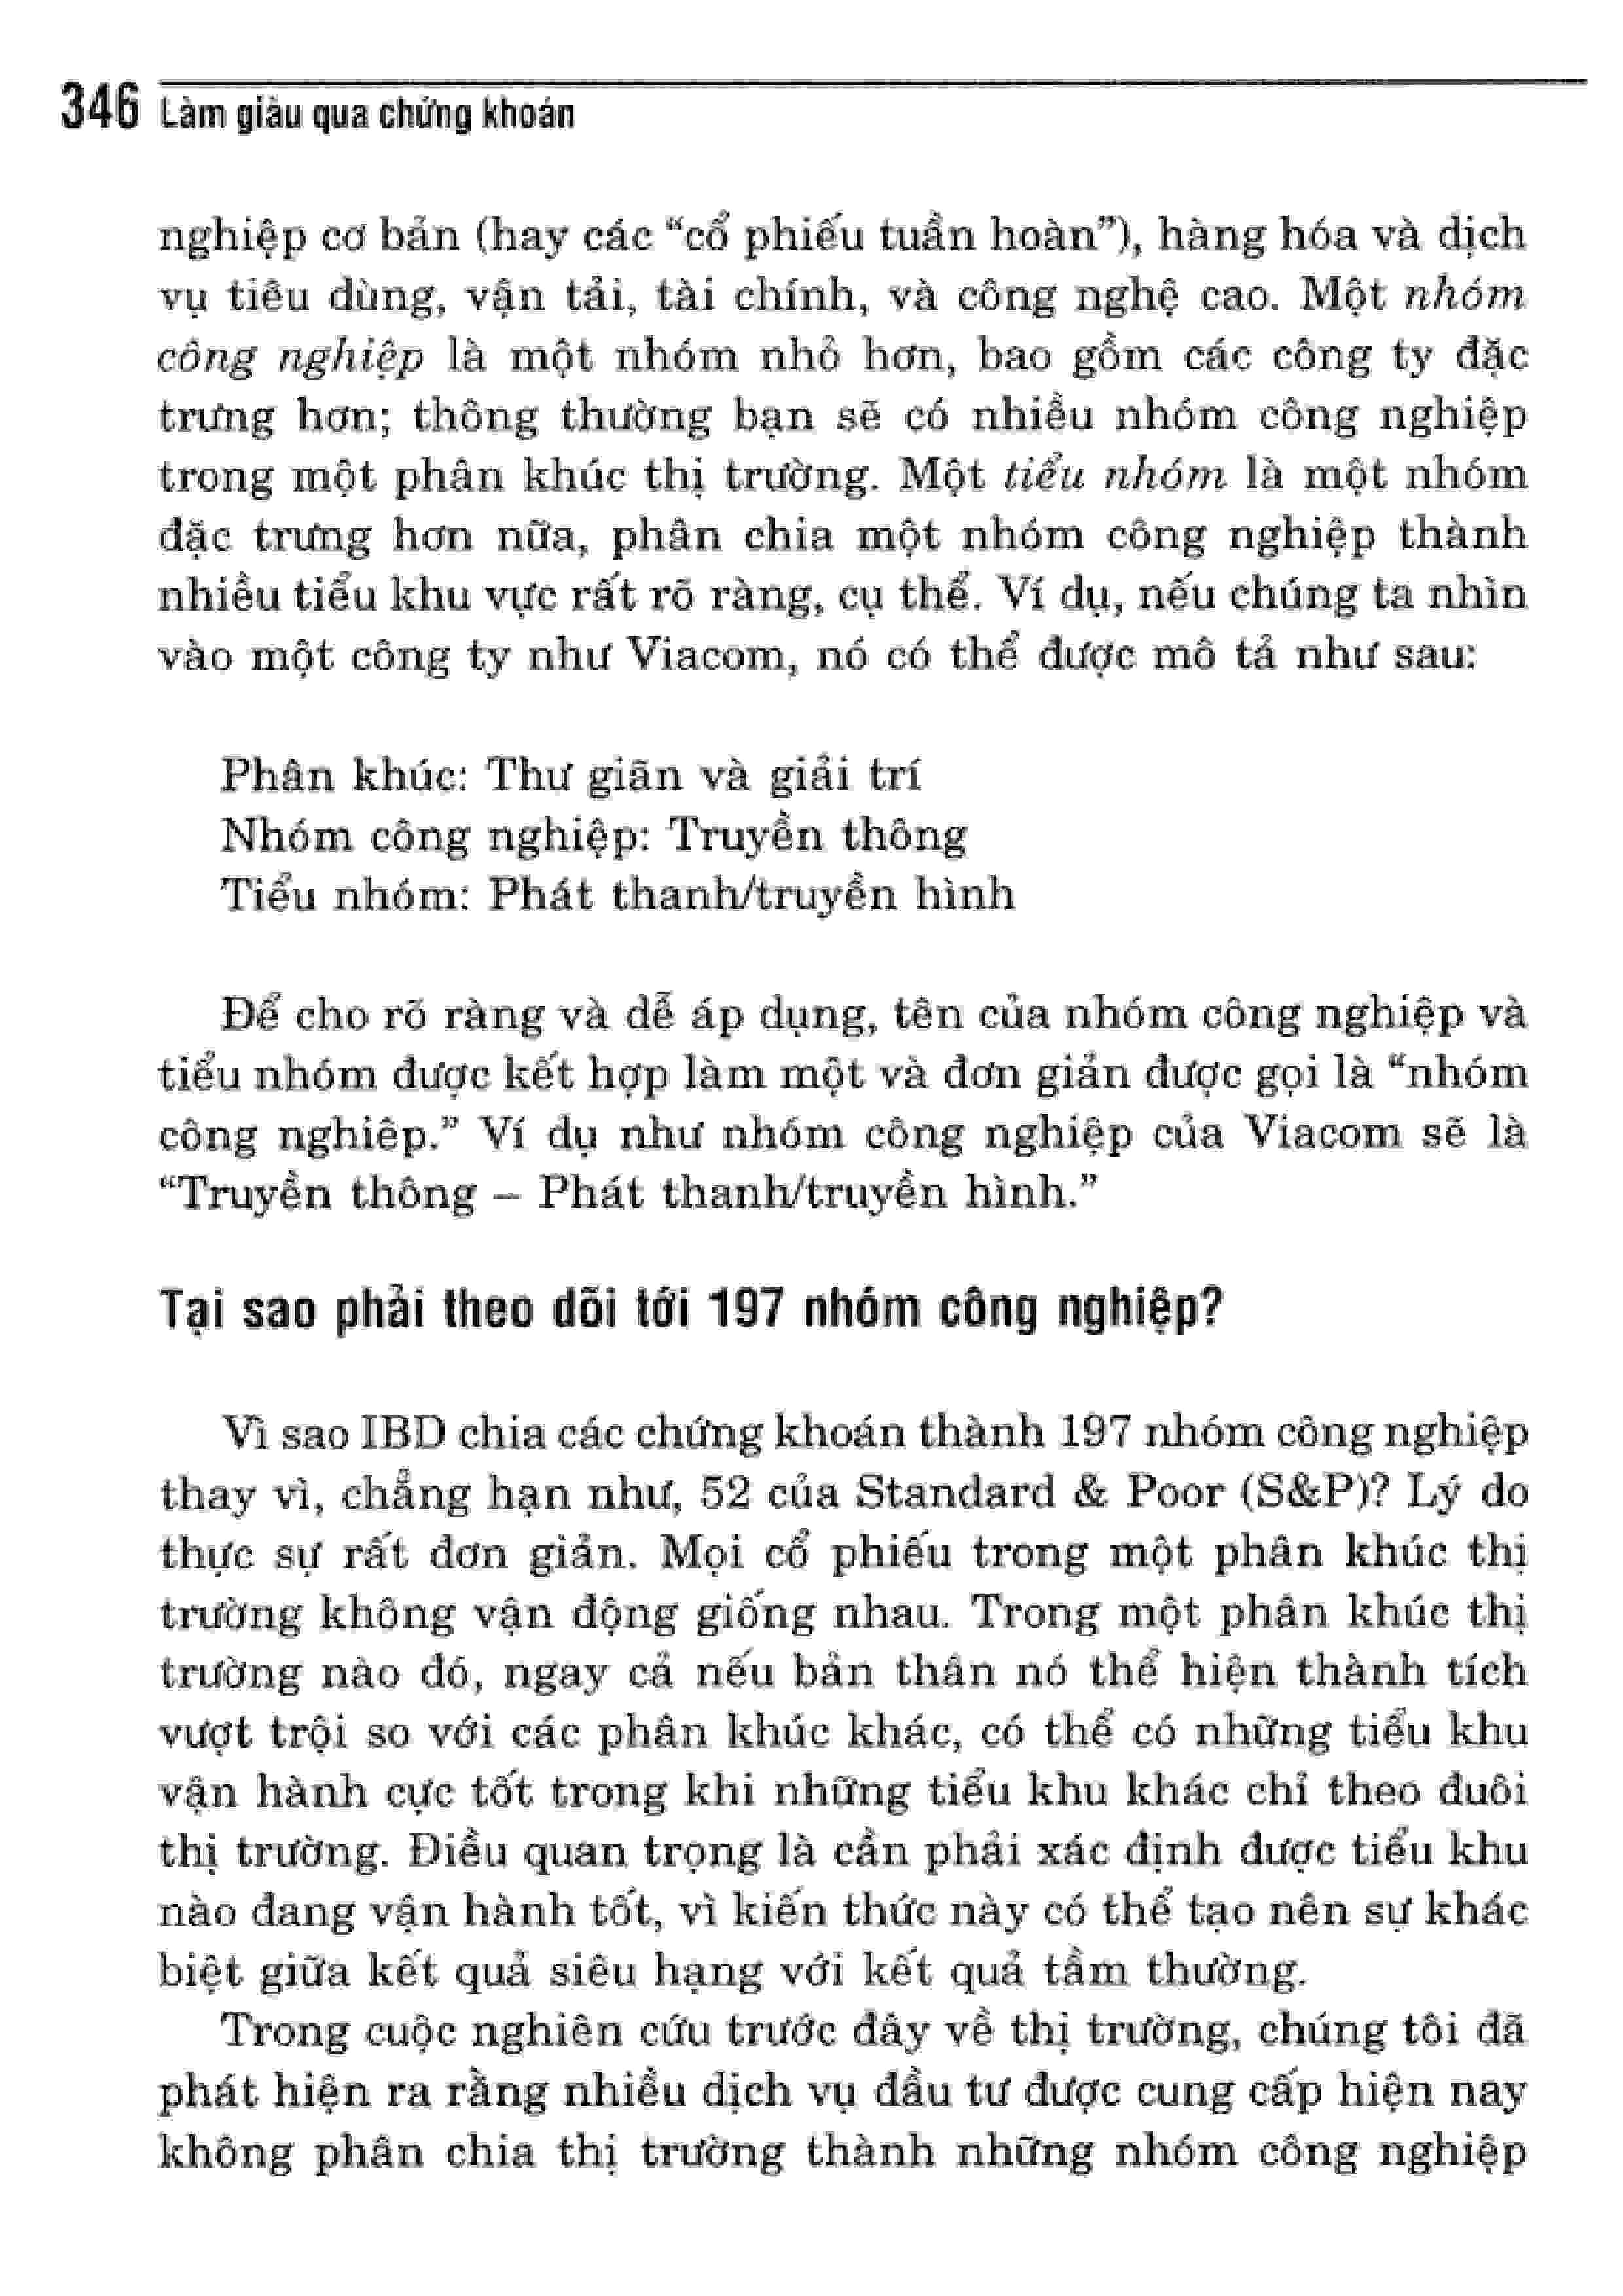 346 Làm giàu qua chứng khoán
nghiệp cơ bản (hay các “cổ phiếu tuần hoàn”), hàng hóa và dịch
vụ tiêu dùng, vận tải, tài chính, và công nghệ cao. Một nhóm
công nghiệp là một nhóm nhỏ hơn, bao gồm các công ty đặc
trưng hơn; thông thường bạn sẽ có nhiều nhóm công nghiệp
trong một phân khúc thị trường. Một tiểu nhóm là một nhóm
đặc trưng hơn nữa, phân chia một nhóm công nghiệp thành
nhiều tiểu khu vực rất rõ ràng, cụ thể. Ví dụ, nếu chúng ta nhìn
vào một công ty như Viacom, nó có thể được mô tả như sau:
Phân khúc: Thư giãn và giải trí
Nhóm công nghiệp: Truyền thông
Tiểu nhóm: Phát thanh/truyền hình
Để cho rõ ràng và dễ áp dụng, tên của nhóm công nghiệp và
tiểu nhóm được kết hợp làm một và đơn giản được gọi là “nhóm
công nghiêp.” Ví dụ như nhóm công nghiệp của Viacom sẽ là
“Truyền thông – Phát thanh/truyền hình.”
Tại sao phải theo dõi tới 197 nhóm công nghiệp?
Vì sao IBD chia các chứng khoán thành 197 nhóm công nghiệp
thay vì, chẳng hạn như, 52 của Standard & Poor (S&P)? Lý do
thực sự rất đơn giản. Mọi cổ phiếu trong một phân khúc thị
trường không vận động giống nhau. Trong một phân khúc thị
trường nào đó, ngay cả nếu bản thân nó thể hiện thành tích
vượt trội so với các phân khúc khác, có thể có những tiểu khu
vận hành cực tốt trong khi những tiểu khu khác chỉ theo đuôi
thị trường. Điều quan trọng là cần phải xác định được tiểu khu
nào đang vận hành tốt, vì kiến thức này có thể tạo nên sự khác
biệt giữa kết quả siêu hạng với kết quả tầm thường.
Trong cuộc nghiên cứu trước đây về thị trường, chúng tôi đã
phát hiện ra rằng nhiều dịch vụ đầu tư được cung cấp hiện nay
không phân chia thị trường thành những nhóm công nghiệp